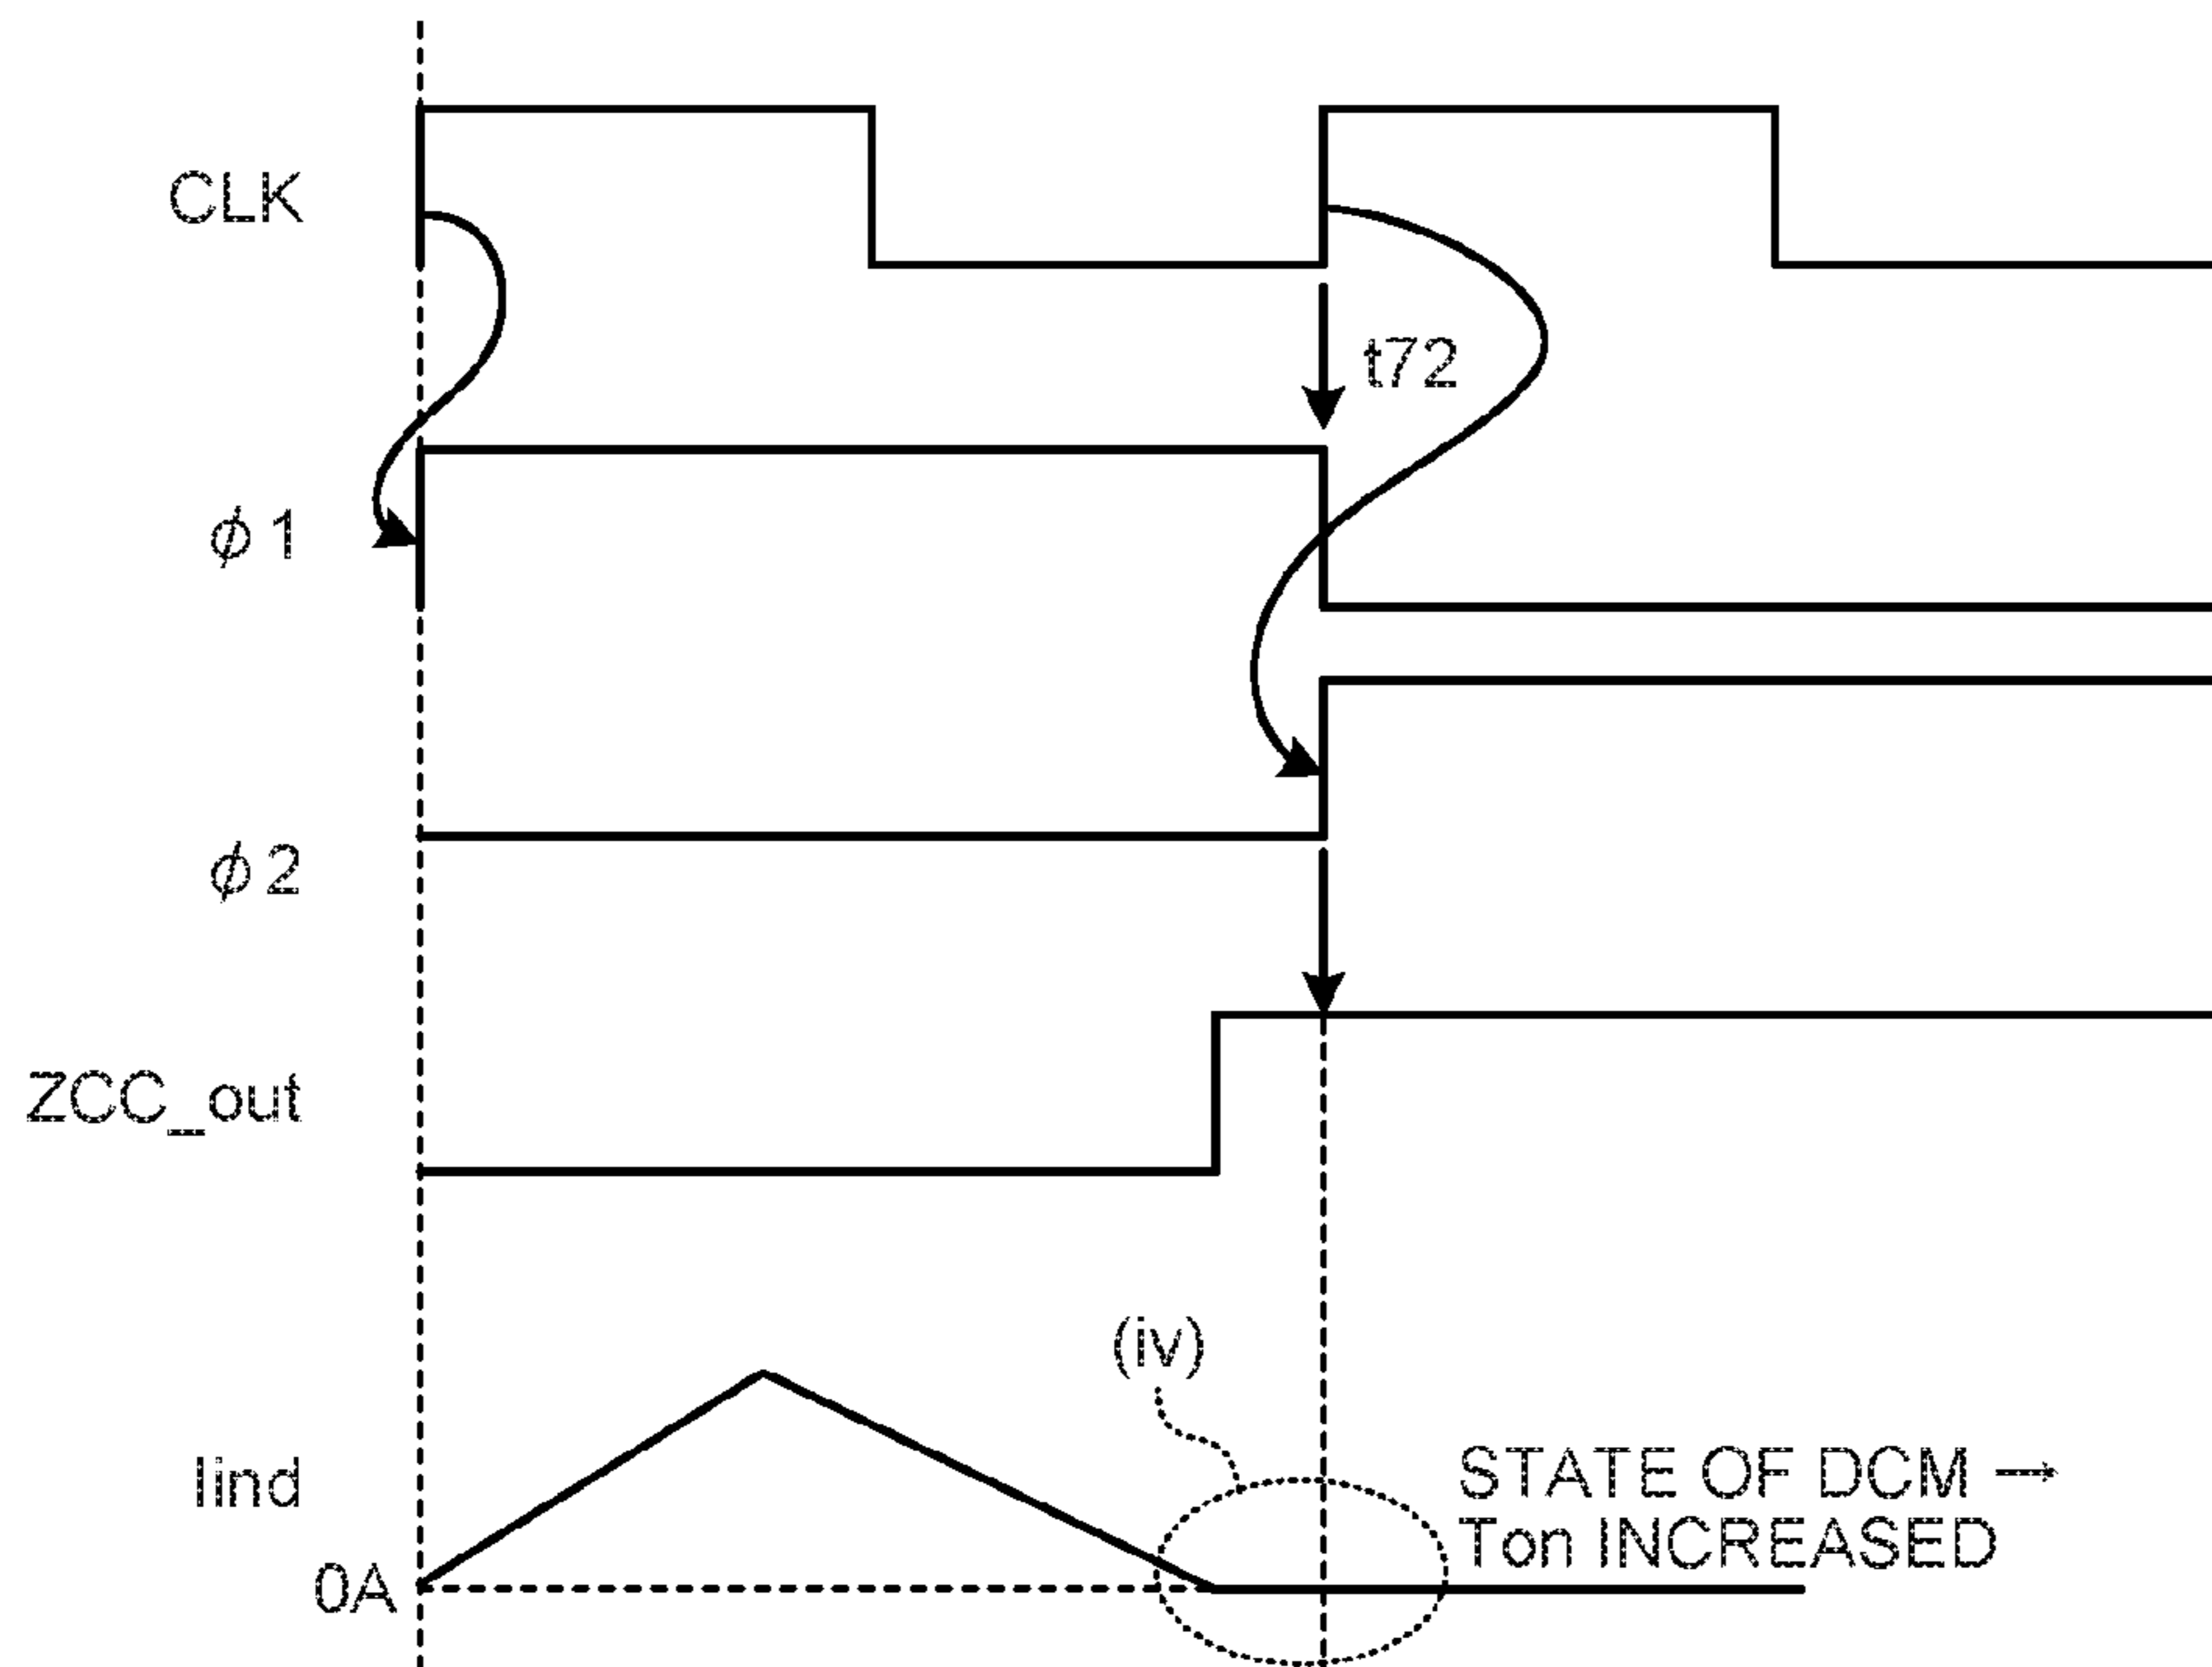 CLK
t72
ϕ1
ϕ2
ZCC_out
(iv)
Iind
STATE OF DCM →
Ton INCREASED
0A